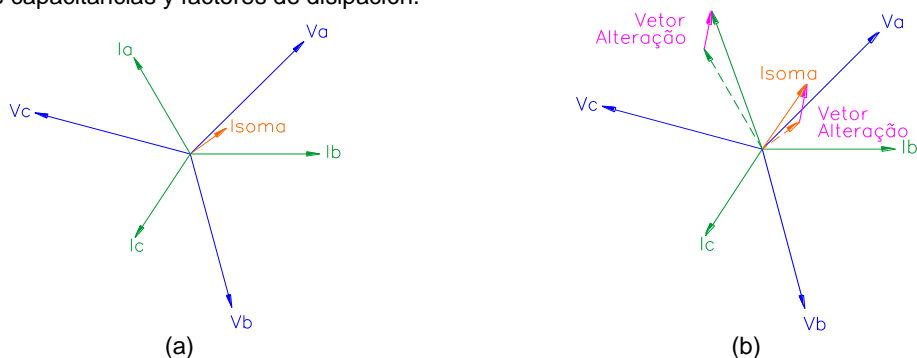 capacitancias y factores de disipación.
Va
Ia
Vc
Isoma
Ib
Ic
Vb
(a)
Vetor
Alteração
Va
Isoma
Vc
Vetor
Alteração
Ib
Ic
Vb
(b)